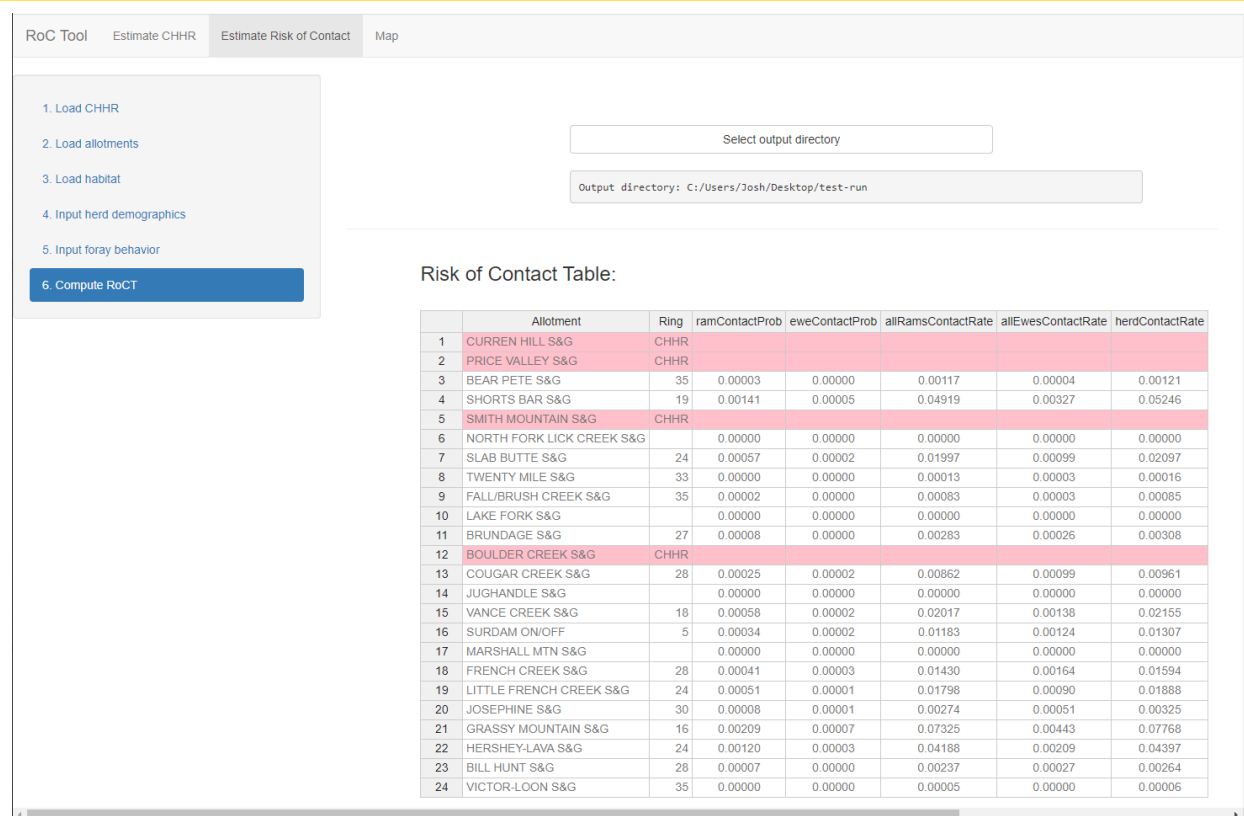 RoC Tool Estimate CHHR Estimate Risk of Contact Map
1. Load CHHR
2. Load allotments
3. Load habitat
4. Input herd demographics
5. Input foray behavior
6. Compute RoCT
Select output directory
Output directory: C:/Users/Josh/Desktop/test-run
Risk of Contact Table:
Allotment Ring ramContactProb eweContactProb allRamsContactRate allEwesContactRate herdContactRate
1 CURREN HILL S&G CHHR
2 PRICE VALLEY S&G CHHR
3 BEAR PETE S&G 35 0.00003 0.00000 0.00117 0.00004 0.00121
4 SHORTS BAR S&G 19 0.00141 0.00005 0.04919 0.00327 0.05246
5 SMITH MOUNTAIN S&G CHHR
6 NORTH FORK LICK CREEK S&G 0.00000 0.00000 0.00000 0.00000 0.00000
7 SLAB BUTTE S&G 24 0.00057 0.00002 0.01997 0.00099 0.02097
8 TWENTY MILE S&G 33 0.00000 0.00000 0.00013 0.00003 0.00016
9 FALL/BRUSH CREEK S&G 35 0.00002 0.00000 0.00083 0.00003 0.00085
10 LAKE FORK S&G 0.00000 0.00000 0.00000 0.00000 0.00000
11 BRUNDAGE S&G 27 0.00008 0.00000 0.00283 0.00026 0.00308
12 BOULDER CREEK S&G CHHR
13 COUGAR CREEK S&G 28 0.00025 0.00002 0.00862 0.00099 0.00961
14 JUGHANDLE S&G 0.00000 0.00000 0.00000 0.00000 0.00000
15 VANCE CREEK S&G 18 0.00058 0.00002 0.02017 0.00138 0.02155
16 SURDAM ON/OFF 5 0.00034 0.00002 0.01183 0.00124 0.01307
17 MARSHALL MTN S&G 0.00000 0.00000 0.00000 0.00000 0.00000
18 FRENCH CREEK S&G 28 0.00041 0.00003 0.01430 0.00164 0.01594
19 LITTLE FRENCH CREEK S&G 24 0.00051 0.00001 0.01798 0.00090 0.01888
20 JOSEPHINE S&G 30 0.00008 0.00001 0.00274 0.00051 0.00325
21 GRASSY MOUNTAIN S&G 16 0.00209 0.00007 0.07325 0.00443 0.07768
22 HERSHEY-LAVA S&G 24 0.00120 0.00003 0.04188 0.00209 0.04397
23 BILL HUNT S&G 28 0.00007 0.00000 0.00237 0.00027 0.00264
24 VICTOR-LOON S&G 35 0.00000 0.00000 0.00005 0.00000 0.00006